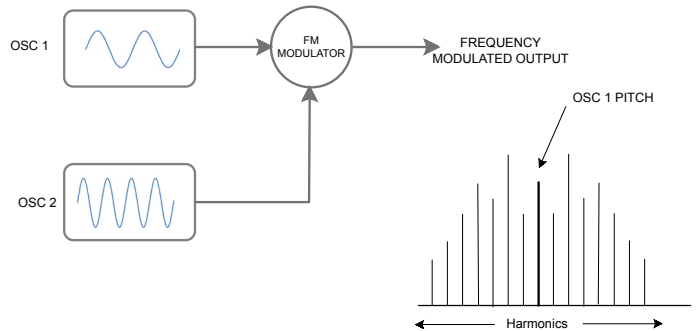 OSC 1
FM
MODULATOR
FREQUENCY
MODULATED OUTPUT
OSC 1 PITCH
OSC 2
Harmonics